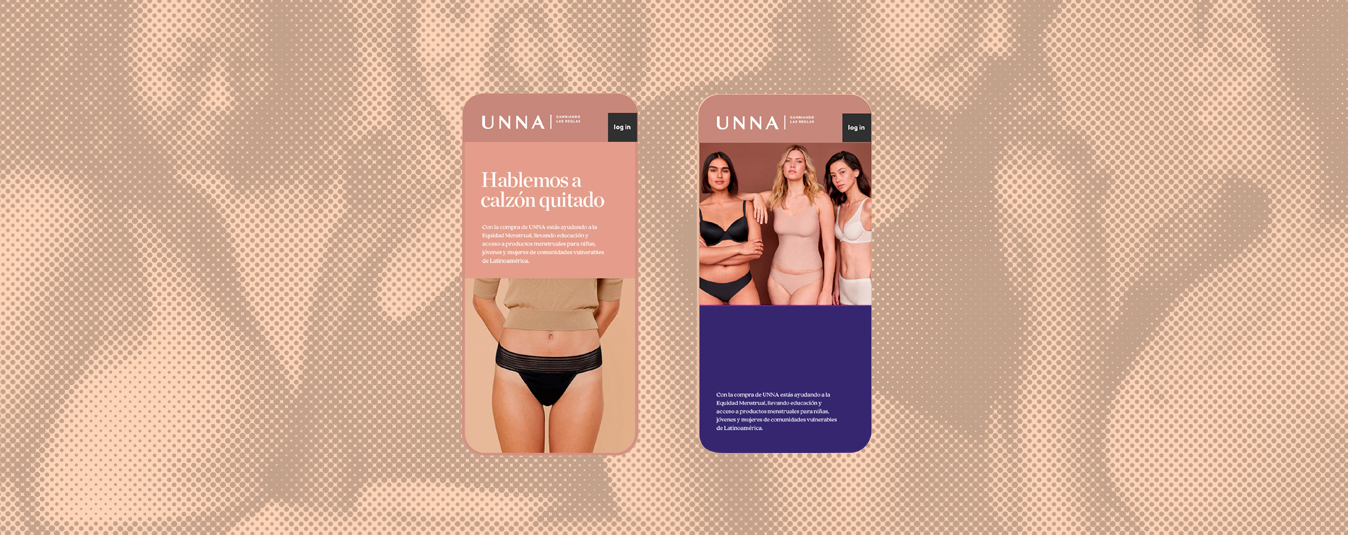 UNNA
CAMBIANDO
LAS REGLAS
log in
Hablemos a
calzón quitado
Con la compra de UNNA estás ayudando a la
Equidad Menstrual, llevando educación y
acceso a productos menstruales para niñas,
jóvenes y mujeres de comunidades vulnerables
de Latinoamérica.
UNNA
CAMBIANDO
LAS REGLAS
log in
Con la compra de UNNA estás ayudando a la
Equidad Menstrual, llevando educación y
acceso a productos menstruales para niñas,
jóvenes y mujeres de comunidades vulnerables
de Latinoamérica.